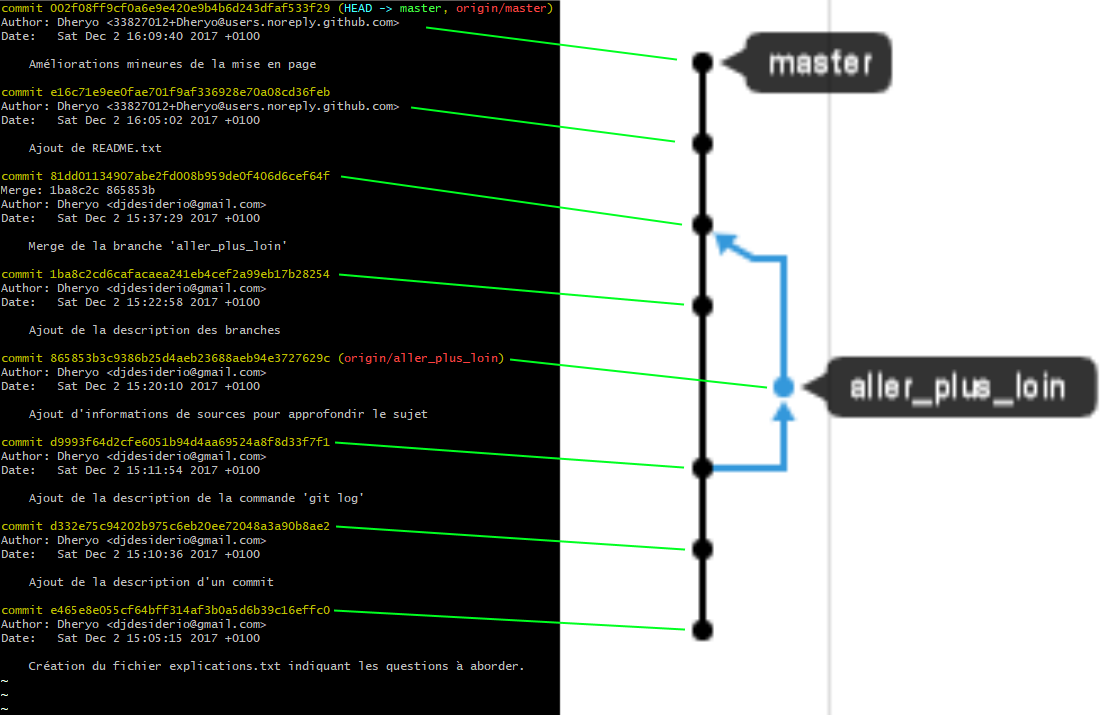 commit 002f08ff9cf0a6e9e420e9b4b6d243dfaf533f29 (HEAD -> master, origin/master)
Author: Dheryo <33827012+Dheryo@users.noreply.github.com>
Date:   Sat Dec 2 16:09:40 2017 +0100
Améliorations mineures de la mise en page
commit e16c71e9ee0fae701f9af336928e70a08cd36feb
Author: Dheryo <33827012+Dheryo@users.noreply.github.com>
Date:   Sat Dec 2 16:05:02 2017 +0100
Ajout de README.txt
commit 81dd01134907abe2fd008b959de0f406d6cef64f
Merge: 1ba8c2c 865853b
Author: Dheryo <djdesiderio@gmail.com>
Date:   Sat Dec 2 15:37:29 2017 +0100
Merge de la branche 'aller_plus_loin'
commit 1ba8c2cd6cafacaea241eb4cef2a99eb17b28254
Author: Dheryo <djdesiderio@gmail.com>
Date:   Sat Dec 2 15:22:58 2017 +0100
Ajout de la description des branches
commit 865853b3c9386b25d4aeb23688aeb94e3727629c (origin/aller_plus_loin)
Author: Dheryo <djdesiderio@gmail.com>
Date:   Sat Dec 2 15:20:10 2017 +0100
Ajout d'informations de sources pour approfondir le sujet
commit d9993f64d2cfe6051b94d4aa69524a8f8d33f7f1
Author: Dheryo <djdesiderio@gmail.com>
Date:   Sat Dec 2 15:11:54 2017 +0100
Ajout de la description de la commande 'git log'
commit d332e75c94202b975c6eb20ee72048a3a90b8ae2
Author: Dheryo <djdesiderio@gmail.com>
Date:   Sat Dec 2 15:10:36 2017 +0100
Ajout de la description d'un commit
commit e465e8e055cf64bff314af3b0a5d6b39c16effc0
Author: Dheryo <djdesiderio@gmail.com>
Date:   Sat Dec 2 15:05:15 2017 +0100
Création du fichier explications.txt indiquant les questions à aborder.
~
~
~
master
aller_plus_loin